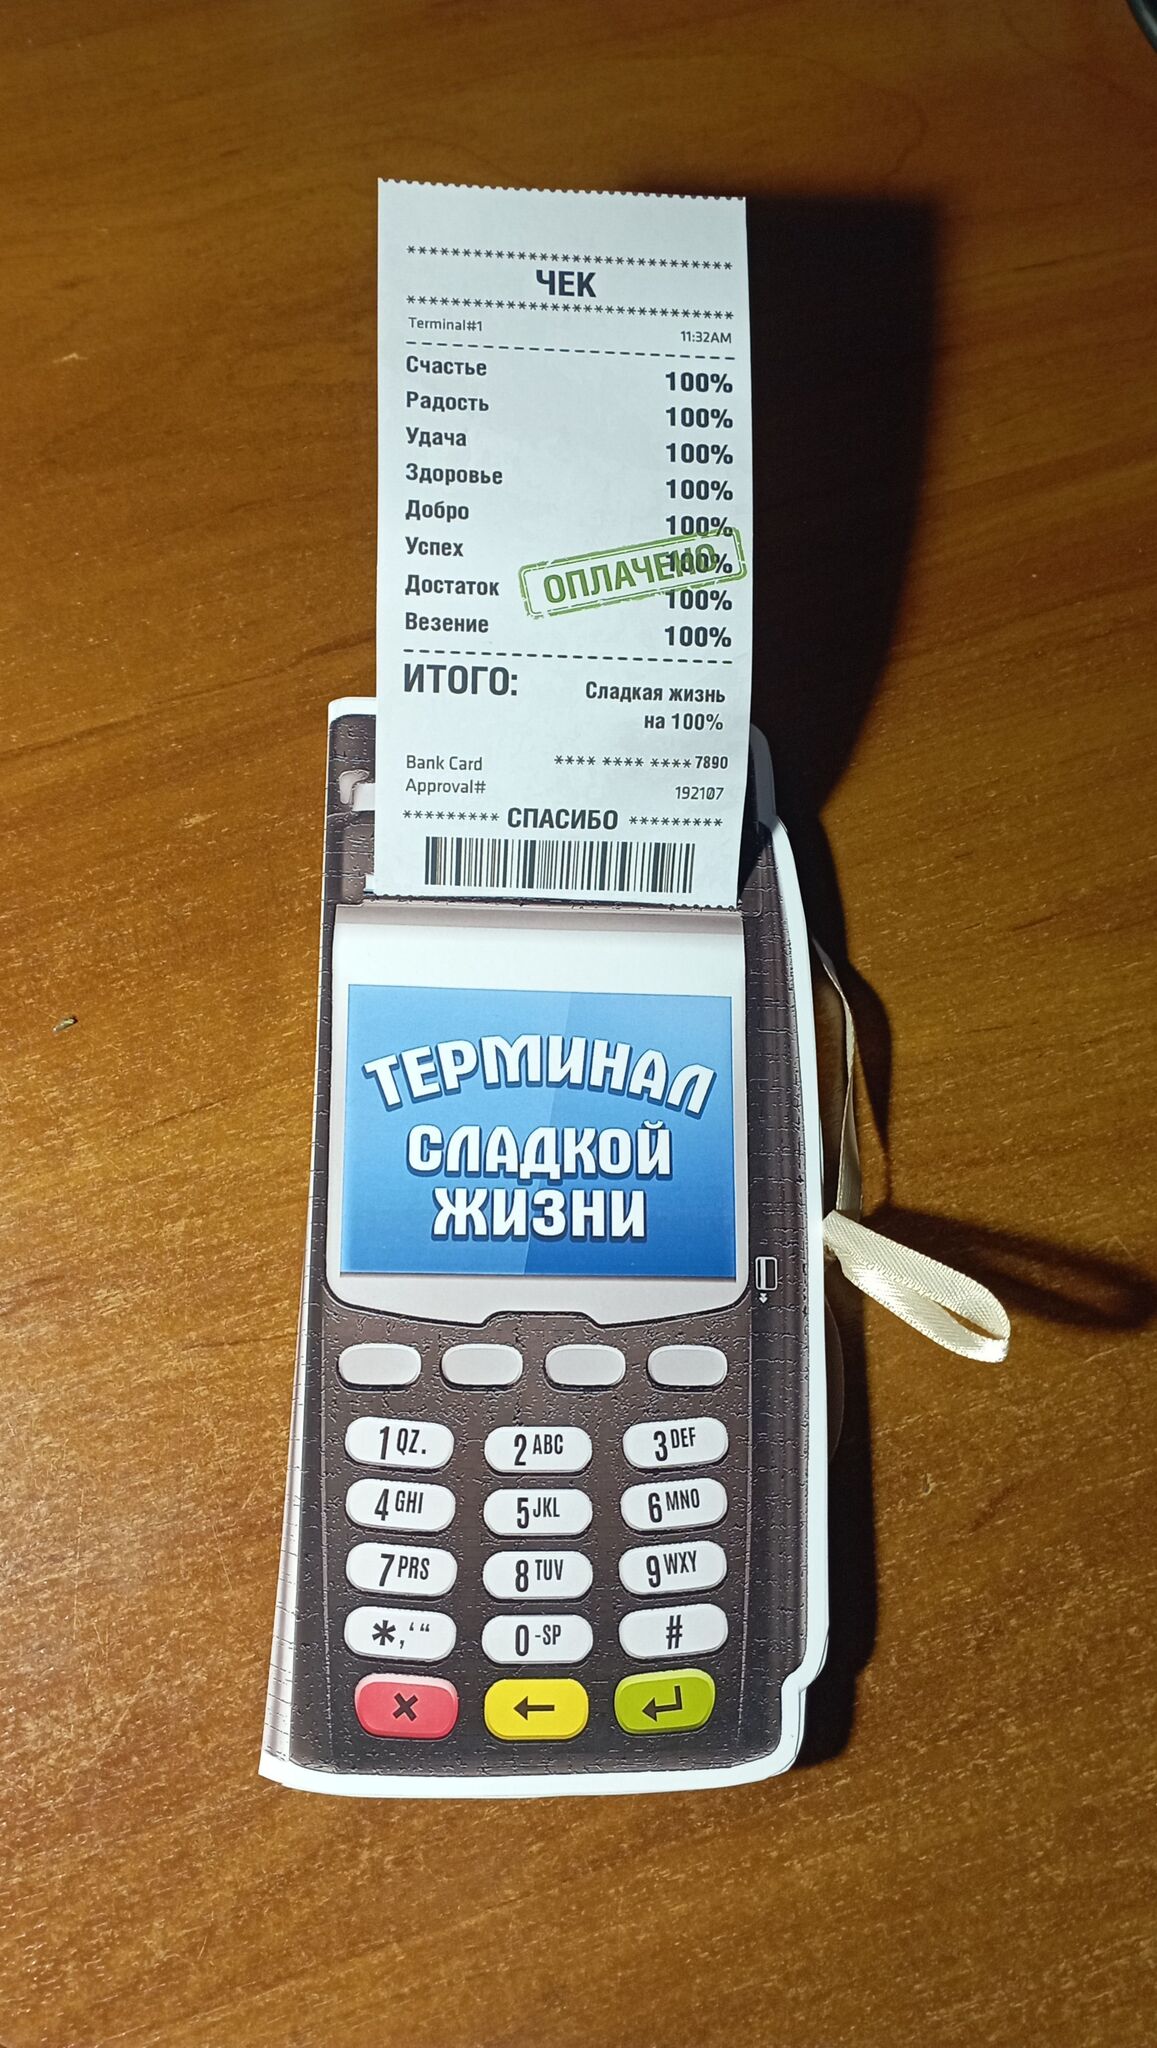 ***************************
ЧЕК
***************************
Terminal#1 11:32AM
Счастье 100%
Радость 100%
Удача 100%
Здоровье 100%
Добро 100%
Успех 100%
Достаток 100%
Везение 100%
ОПЛАЧЕНО
ИТОГО: Сладкая жизнь
на 100%
Bank Card **** **** ****7890
Approval# 192107
********* СПАСИБО *********
ТЕРМИНАЛ
СЛАДКОЙ
ЖИЗНИ
1 QZ. 2 ABC 3 DEF
4 GHI 5 JKL 6 MNO
7 PRS 8 TUV 9 WXY
*,‘“ 0 -SP #